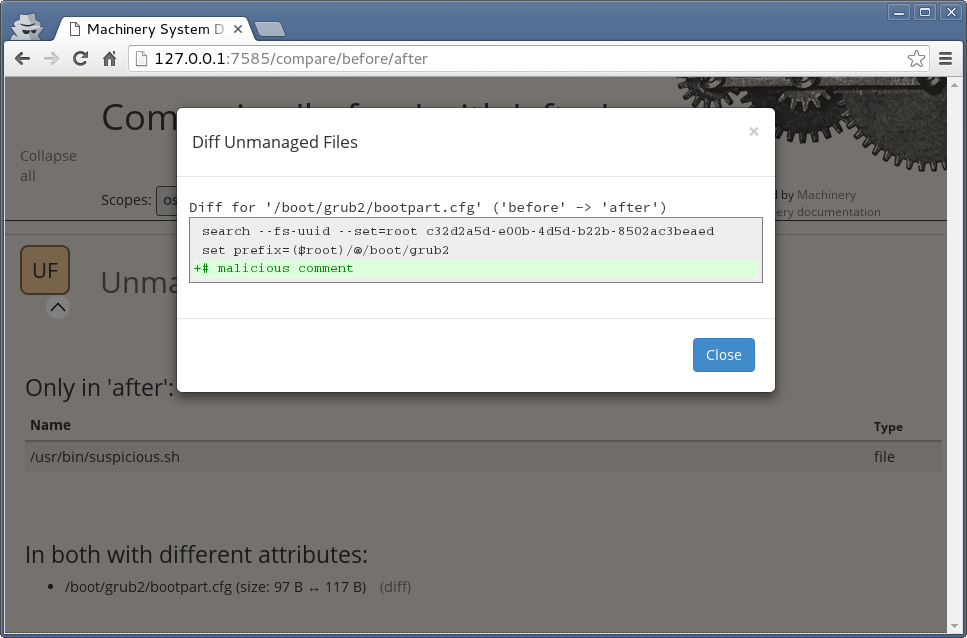 Machinery System D
127.0.0.1:7585/compare/before/after
Collapse
all
Scopes:
d by Machinery
ery documentation
UF
Unma
Diff Unmanaged Files
×
Diff for '/boot/grub2/bootpart.cfg' ('before' -> 'after')
search --fs-uuid --set=root c32d2a5d-e00b-4d5d-b22b-8502ac3beaed
set prefix=($root)/@/boot/grub2
+# malicious comment
Close
Only in 'after':
Name Type
/usr/bin/suspicious.sh file
In both with different attributes:
• /boot/grub2/bootpart.cfg (size: 97 B ↔ 117 B) (diff)